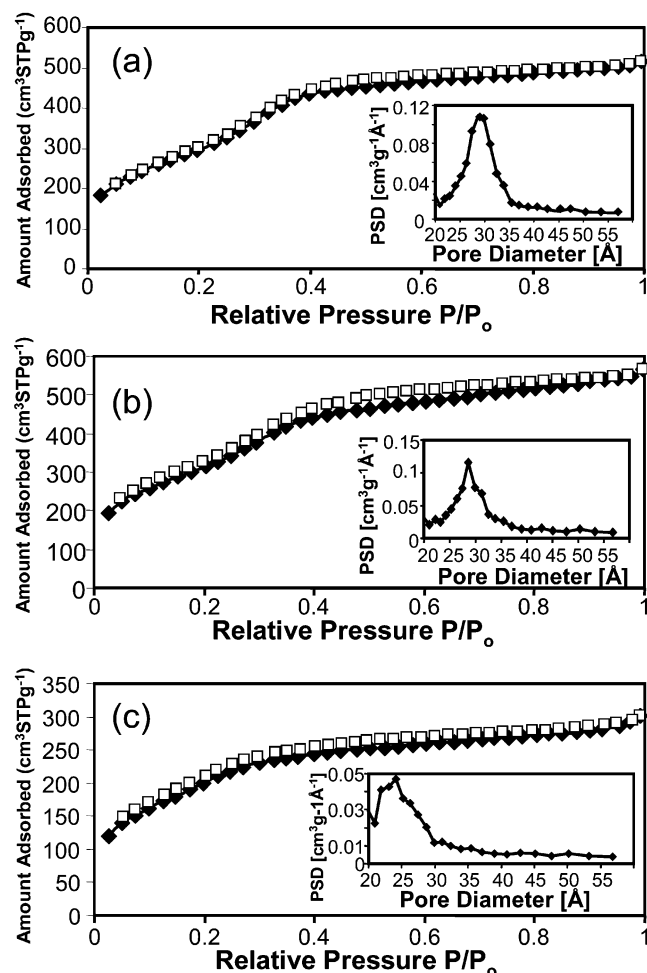 Amount Adsorbed (cm³STPg⁻¹)
600
500
400
300
200
100
0
(a)
PSD [cm³g⁻¹Å⁻¹]
0.12
0.08
0.04
0
20 25 30 35 40 45 50 55
Pore Diameter [Å]
0 0.2 0.4 0.6 0.8 1
Relative Pressure P/Pₒ
Amount Adsorbed (cm³STPg⁻¹)
600
500
400
300
200
100
0
(b)
PSD [cm³g⁻¹Å⁻¹]
0.15
0.1
0.05
0
20 25 30 35 40 45 50 55
Pore Diameter [Å]
0 0.2 0.4 0.6 0.8 1
Relative Pressure P/Pₒ
Amount Adsorbed (cm³STPg⁻¹)
350
300
250
200
150
100
50
0
(c)
PSD [cm³g-1Å⁻¹]
0.05
0.03
0.01
0
20 25 30 35 40 45 50 55
Pore Diameter [Å]
0 0.2 0.4 0.6 0.8 1
Relative Pressure P/Pₒ